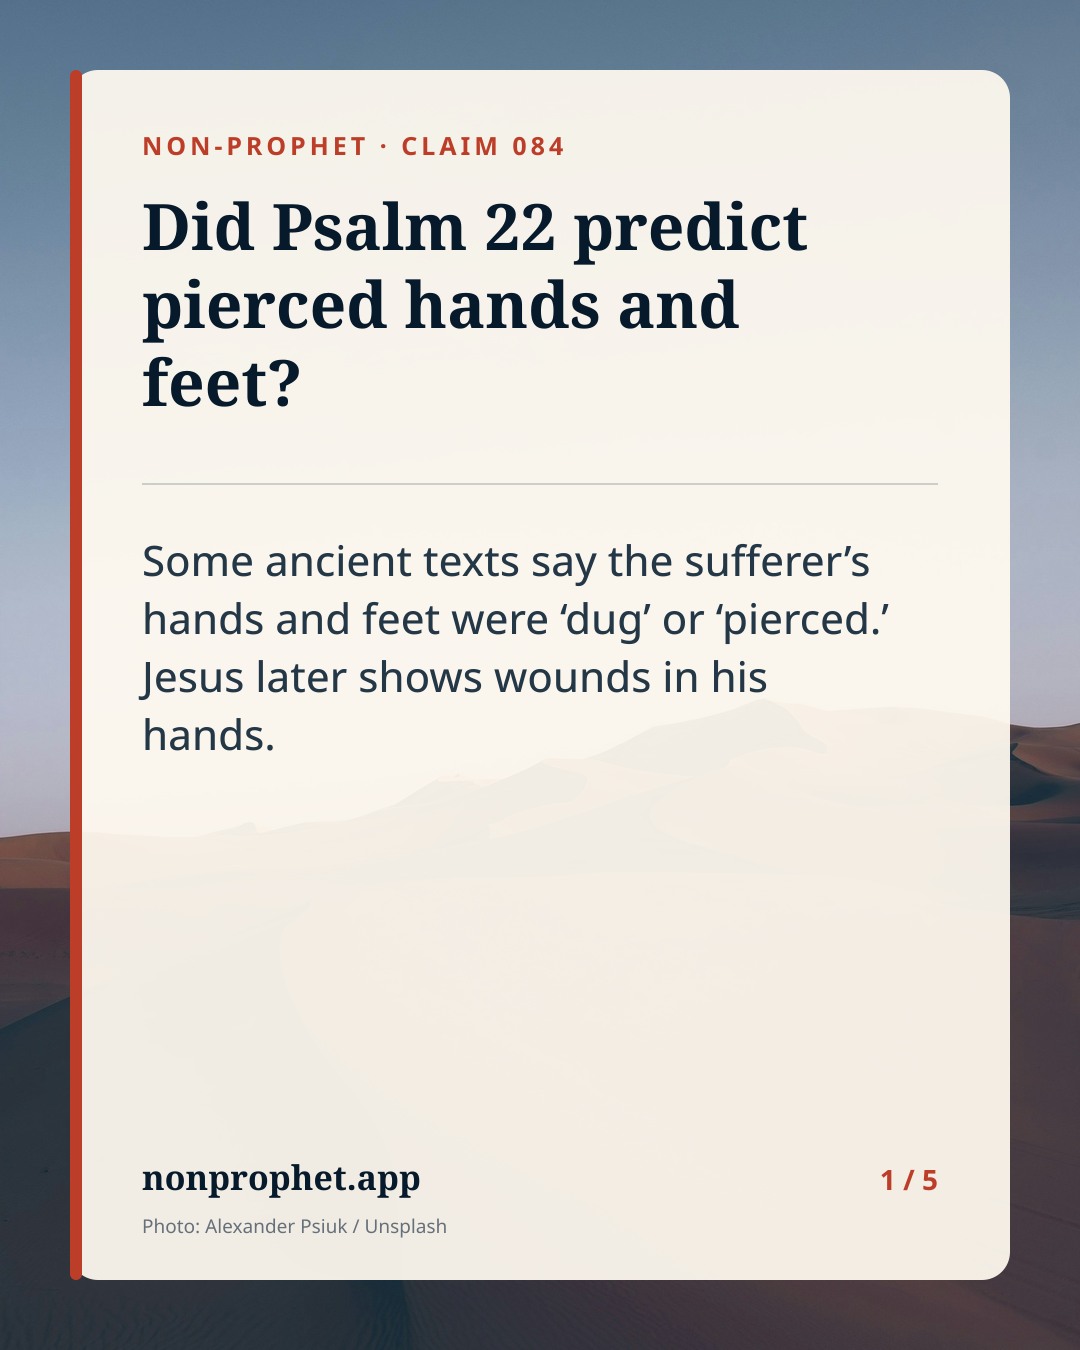 NON-PROPHET · CLAIM 084
Did Psalm 22 predict
pierced hands and
feet?
Some ancient texts say the sufferer’s
hands and feet were ‘dug’ or ‘pierced.’
Jesus later shows wounds in his
hands.
nonprophet.app
1 / 5
Photo: Alexander Psiuk / Unsplash